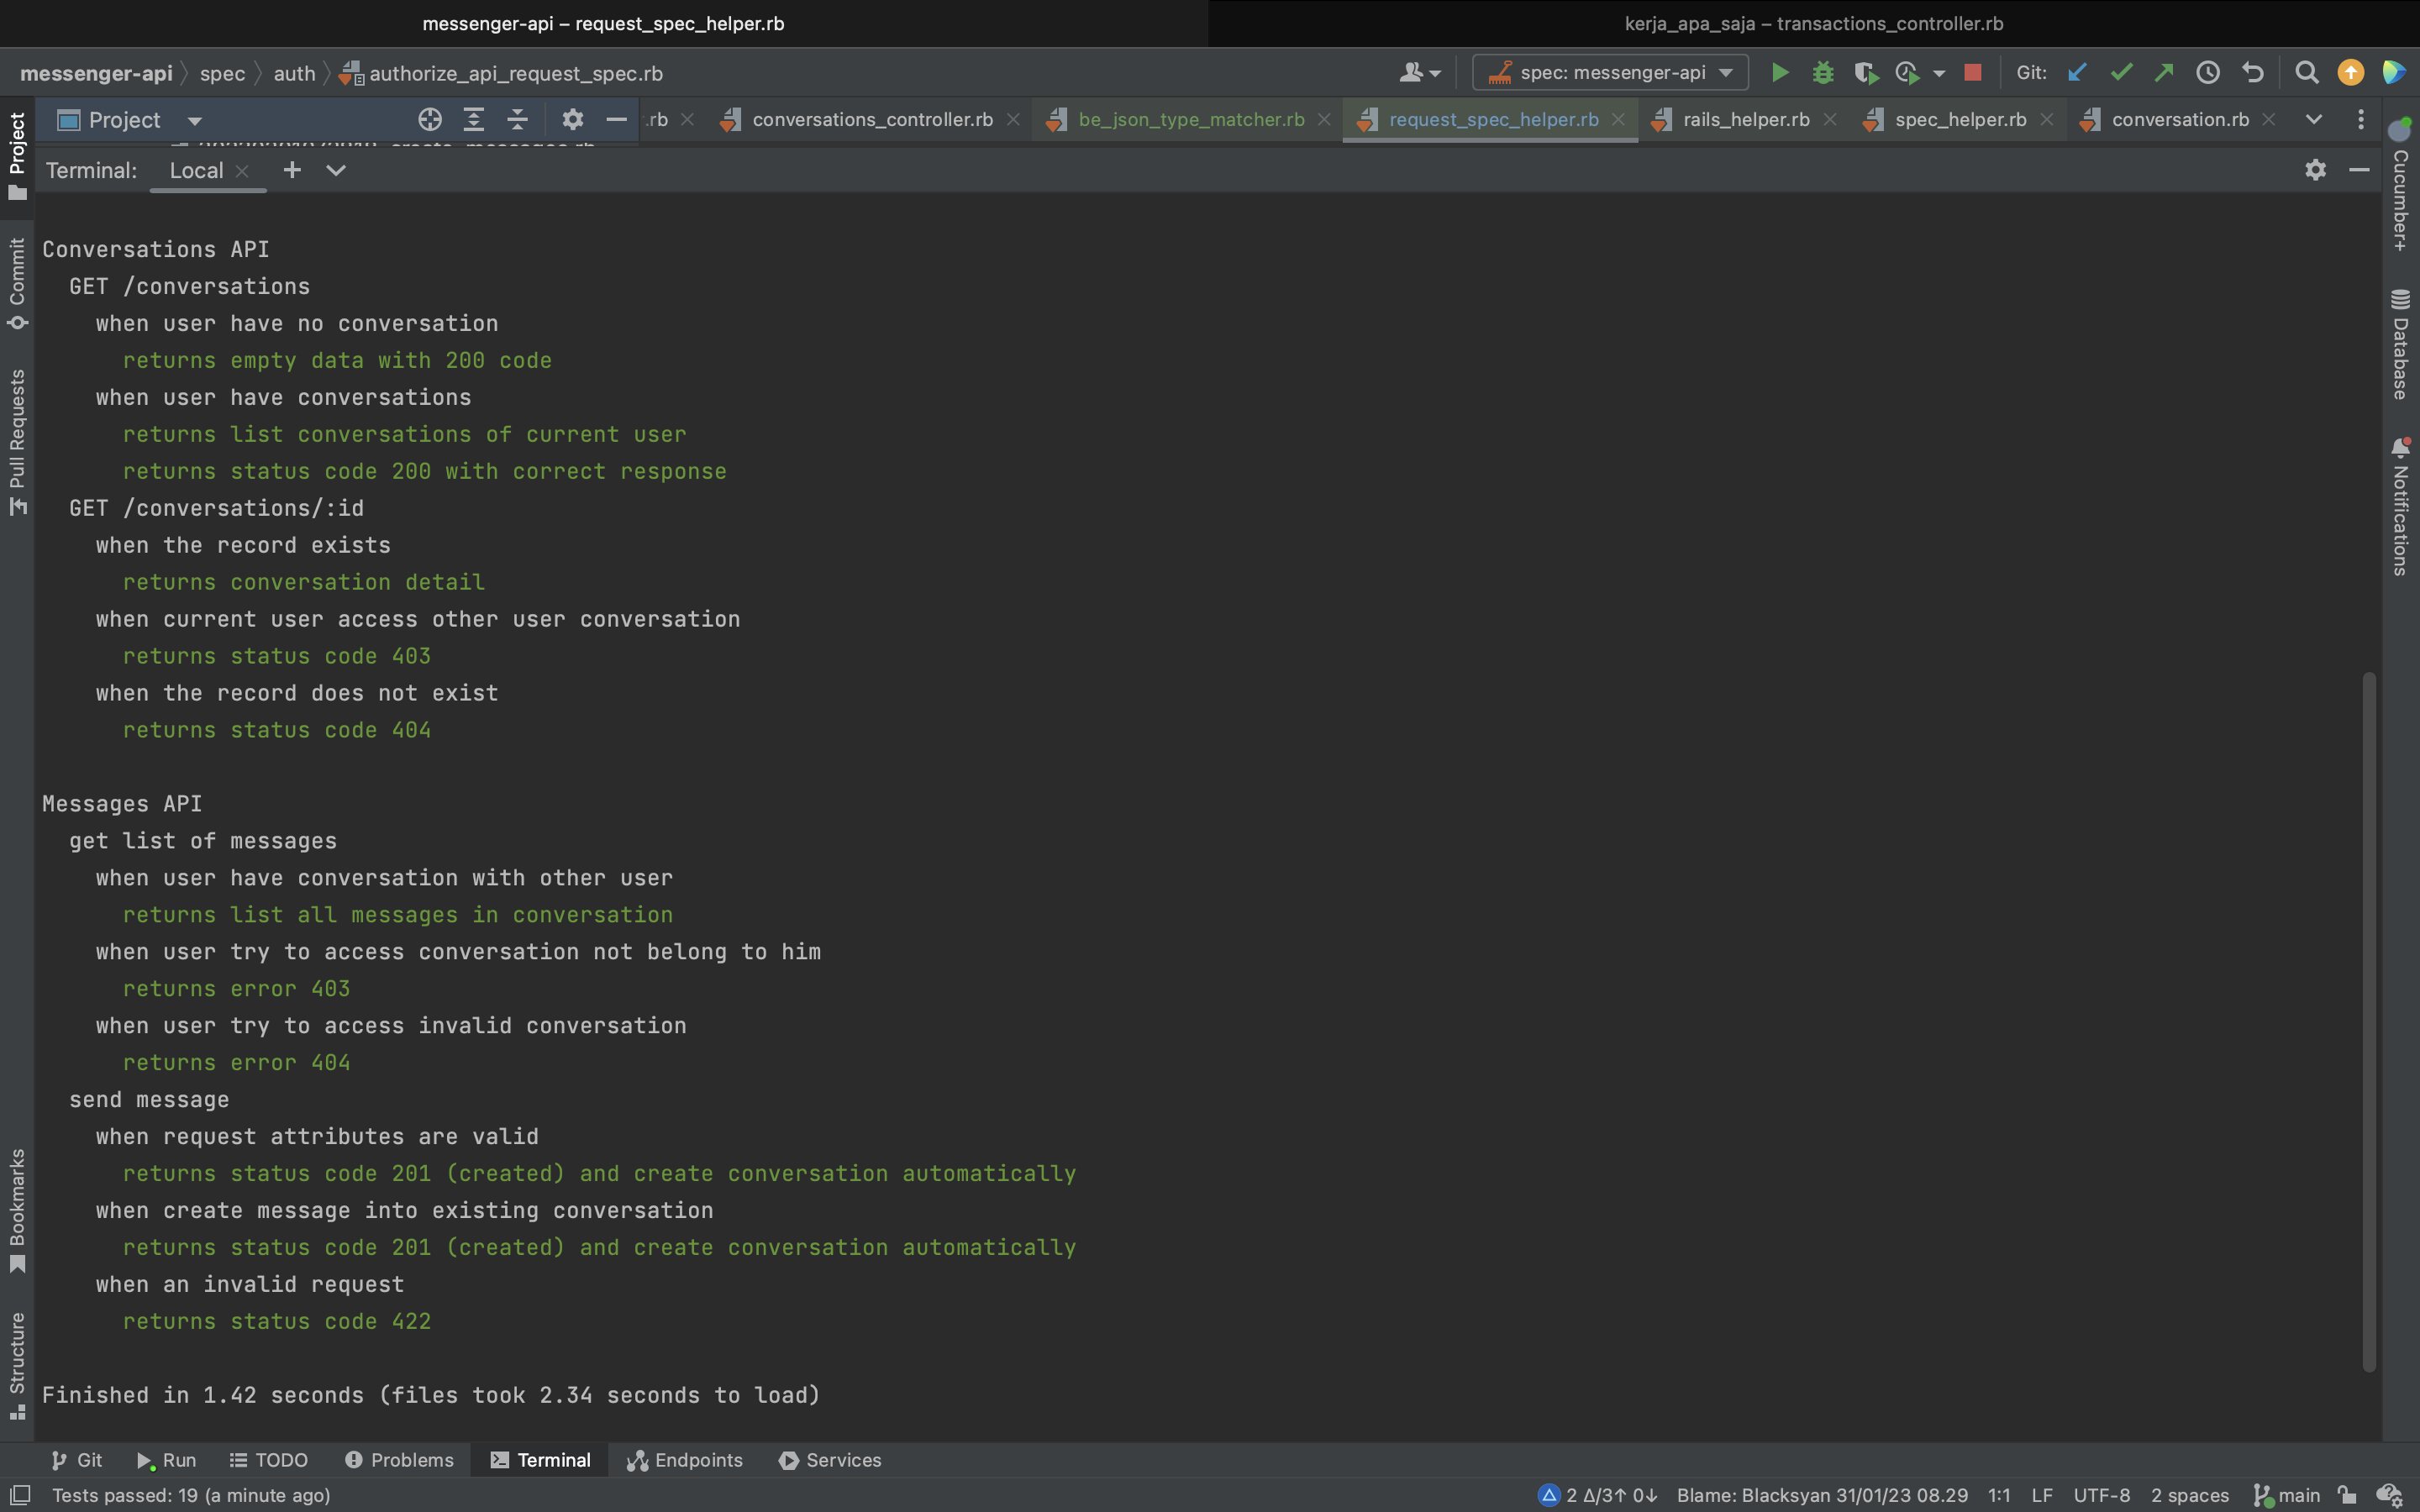 messenger-api – request_spec_helper.rb
kerja_apa_saja – transactions_controller.rb
messenger-api spec auth authorize_api_request_spec.rb
spec: messenger-api
Git:
Project
.rb
conversations_controller.rb
be_json_type_matcher.rb
request_spec_helper.rb
rails_helper.rb
spec_helper.rb
conversation.rb
Terminal: Local
Project
Commit
Pull Requests
Bookmarks
Structure
Conversations API
GET /conversations
when user have no conversation
returns empty data with 200 code
when user have conversations
returns list conversations of current user
returns status code 200 with correct response
GET /conversations/:id
when the record exists
returns conversation detail
when current user access other user conversation
returns status code 403
when the record does not exist
returns status code 404
Messages API
get list of messages
when user have conversation with other user
returns list all messages in conversation
when user try to access conversation not belong to him
returns error 403
when user try to access invalid conversation
returns error 404
send message
when request attributes are valid
returns status code 201 (created) and create conversation automatically
when create message into existing conversation
returns status code 201 (created) and create conversation automatically
when an invalid request
returns status code 422
Finished in 1.42 seconds (files took 2.34 seconds to load)
Cucumber+
Database
Notifications
Git Run TODO Problems Terminal Endpoints Services
Tests passed: 19 (a minute ago)
2 Δ/3↑ 0↓ Blame: Blacksyan 31/01/23 08.29 1:1 LF UTF-8 2 spaces main